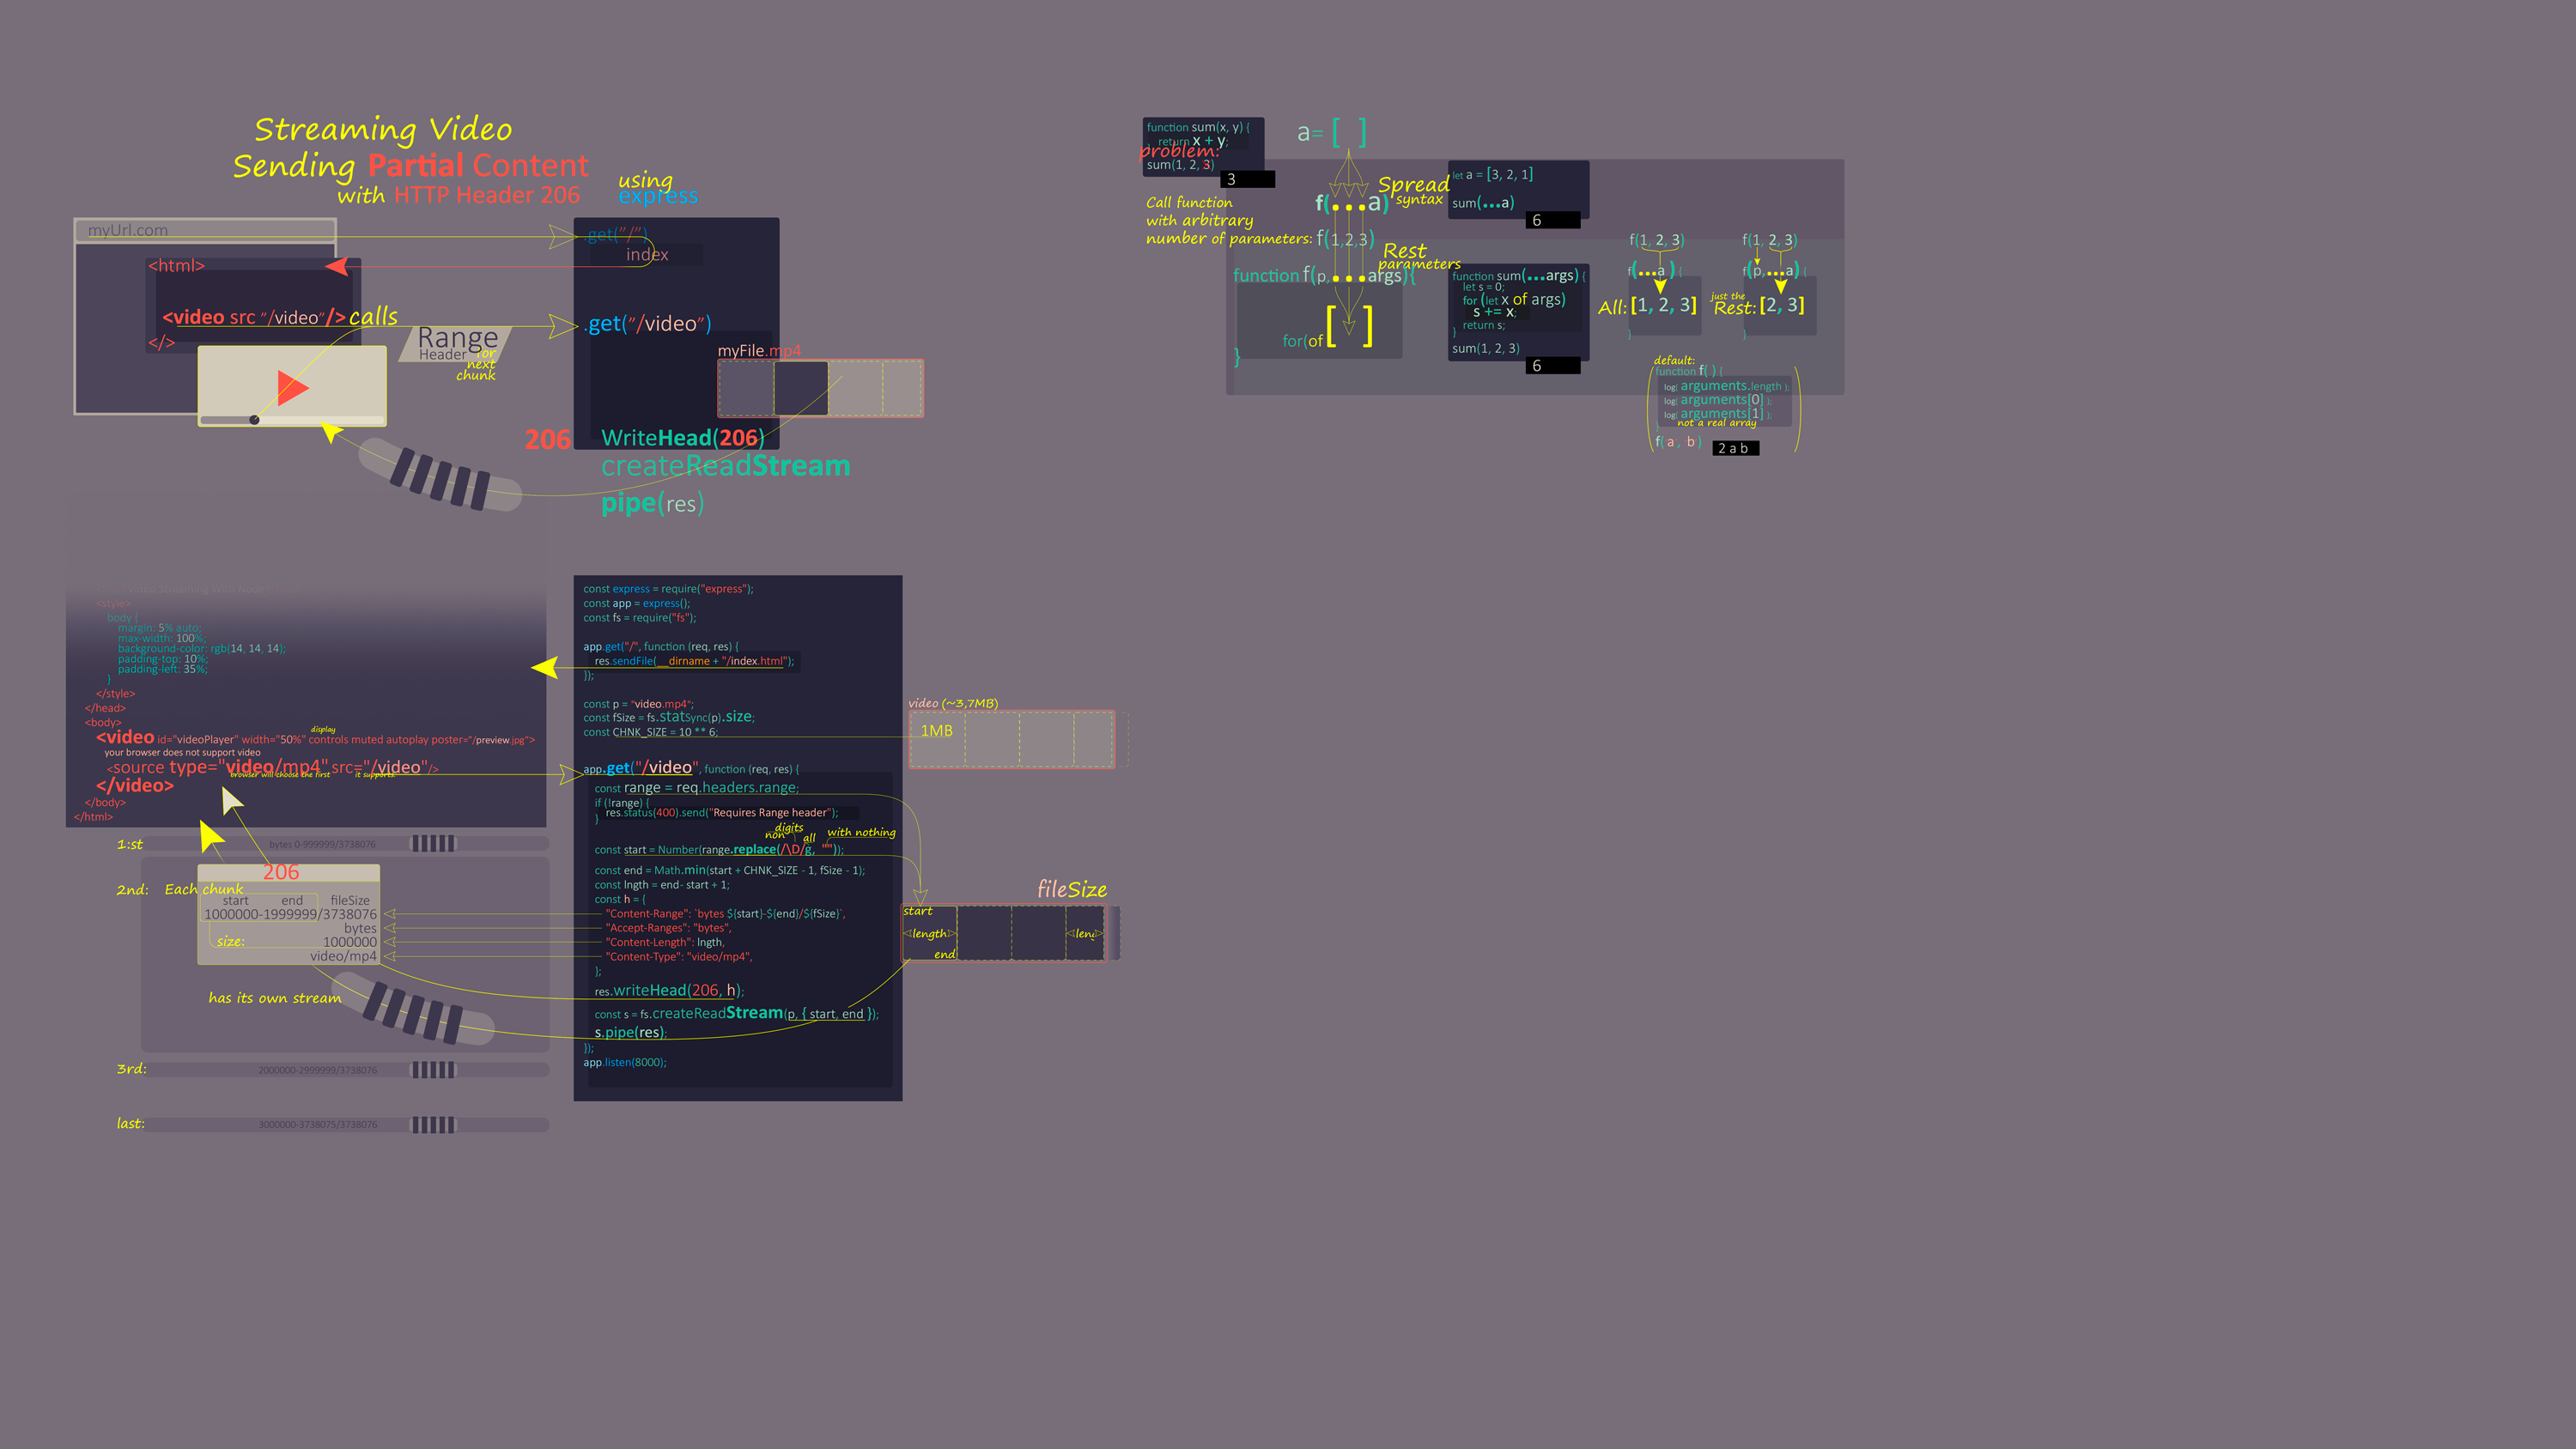 Streaming Video
Sending Partial Content
with HTTP Header 206
using
express
myUrl.com
<html>
<video src "/video"/> calls
</>
Range
Header for
next
chunk
.get("/")
index
.get("/video")
myFile.mp4
206
WriteHead(206)
createReadStream
pipe(res)
<style>
body {
margin: 5% auto;
max-width: 100%;
background-color: rgb(14, 14, 14);
padding-top: 10%;
padding-left: 35%;
}
</style>
</head>
<body>
display
<video id="videoPlayer" width="50%" controls muted autoplay poster="/preview.jpg">
your browser does not support video
<source type="video/mp4" src="/video"/>
browser will choose the first it supports
</video>
</body>
</html>
1:st
bytes 0-999999/3738076
206
2nd: Each chunk
start end fileSize
1000000-1999999/3738076
bytes
size: 1000000
video/mp4
has its own stream
3rd:
2000000-2999999/3738076
last:
3000000-3738075/3738076
const express = require("express");
const app = express();
const fs = require("fs");
app.get("/", function (req, res) {
res.sendFile(__dirname + "/index.html");
});
const p = "video.mp4";
const fSize = fs.statSync(p).size;
const CHNK_SIZE = 10 ** 6;
app.get("/video", function (req, res) {
const range = req.headers.range;
if (!range) {
res.status(400).send("Requires Range header");
}
non digits all with nothing
const start = Number(range.replace(/\D/g, ""));
const end = Math.min(start + CHNK_SIZE - 1, fSize - 1);
const lngth = end- start + 1;
const h = {
"Content-Range": `bytes ${start}-${end}/${fSize}`,
"Accept-Ranges": "bytes",
"Content-Length": lngth,
"Content-Type": "video/mp4",
};
res.writeHead(206, h);
const s = fs.createReadStream(p, { start, end });
s.pipe(res);
});
app.listen(8000);
video (~3,7MB)
1MB
fileSize
start
length
end
function sum(x, y) {
return x + y;
problem:
sum(1, 2, 3)
3
Call function
with arbitrary
number of parameters: f(1,2,3)
a= [ ]
f(...a)
Spread
syntax
Rest
parameters
function f(p,...args){
for(of [ ]
}
let a = [3, 2, 1]
sum(...a)
6
function sum(...args) {
let s = 0;
for (let x of args)
s += x;
return s;
}
sum(1, 2, 3)
6
f(1, 2, 3)
f(...a ) {
All: [1, 2, 3]
}
f(1, 2, 3)
f(p,...a) {
just the
Rest: [2, 3]
}
default:
function f( ) {
log( arguments.length );
log( arguments[0] );
log( arguments[1] );
not a real array
}
f( a , b )
2 a b